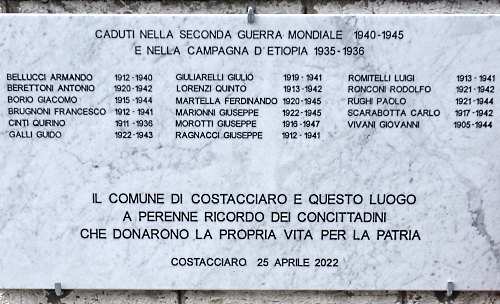 CADUTI NELLA SECONDA GUERRA MONDIALE 1940-1945
E NELLA CAMPAGNA D'ETIOPIA 1935-1936
BELLUCCI ARMANDO 1912-1940
BERETTONI ANTONIO 1920-1942
BORIO GIACOMO 1915-1944
BRUGNONI FRANCESCO 1912-1941
CINTI QUIRINO 1911-1936
GALLI GUIDO 1922-1943
GIULIARELLI GIULIO 1919-1941
LORENZI QUINTO 1913-1942
MARTELLA FERDINANDO 1920-1945
MARIONNI GIUSEPPE 1922-1945
MOROTTI GIUSEPPE 1916-1947
RAGNACCI GIUSEPPE 1912-1941
ROMITELLI LUIGI 1913-1941
RONCONI RODOLFO 1921-1942
RUGHI PAOLO 1921-1944
SCARABOTTA CARLO 1917-1942
VIVANI GIOVANNI 1905-1944
IL COMUNE DI COSTACCIARO E QUESTO LUOGO
A PERENNE RICORDO DEI CONCITTADINI
CHE DONARONO LA PROPRIA VITA PER LA PATRIA
COSTACCIARO 25 APRILE 2022